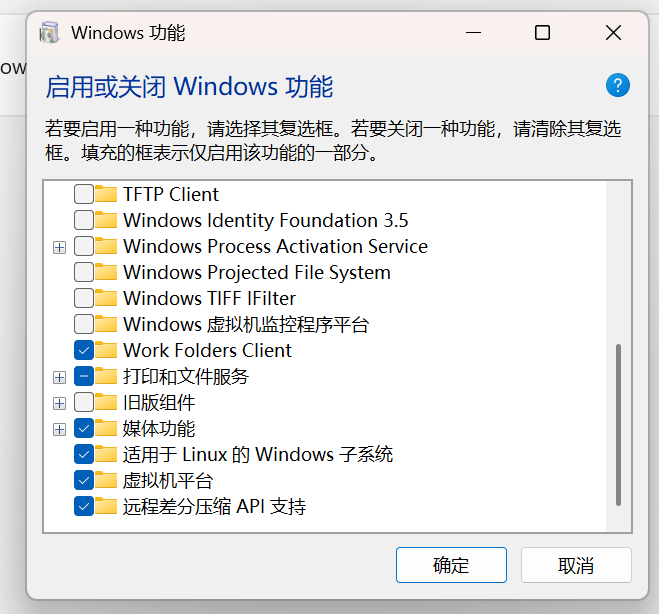 Windows 功能
ow
启用或关闭 Windows 功能
?
若要启用一种功能，请选择其复选框。若要关闭一种功能，请清除其复选
框。填充的框表示仅启用该功能的一部分。
TFTP Client
Windows Identity Foundation 3.5
Windows Process Activation Service
Windows Projected File System
Windows TIFF IFilter
Windows 虚拟机监控程序平台
Work Folders Client
打印和文件服务
旧版组件
媒体功能
适用于 Linux 的 Windows 子系统
虚拟机平台
远程差分压缩 API 支持
确定
取消